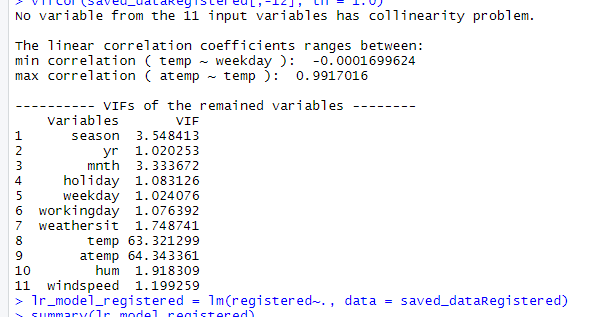 > vifcor(saved_dataRegistered[,-12], th = 1.0)
No variable from the 11 input variables has collinearity problem.
The linear correlation coefficients ranges between:
min correlation ( temp ~ weekday ):  -0.0001699624
max correlation ( atemp ~ temp ):  0.9917016
---------- VIFs of the remained variables --------
Variables VIF
1 season 3.548413
2 yr 1.020253
3 mnth 3.333672
4 holiday 1.083126
5 weekday 1.024076
6 workingday 1.076392
7 weathersit 1.748741
8 temp 63.321299
9 atemp 64.343361
10 hum 1.918309
11 windspeed 1.199259
> lr_model_registered = lm(registered~., data = saved_dataRegistered)
> summary(lr_model_registered)